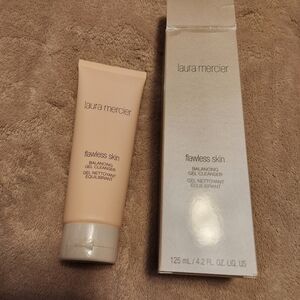 laura mercier
flawless skin
BALANCING
GEL CLEANSER
GEL NETTOYANT
ÉQUILIBRANT
laura mercier
flawless skin
BALANCING
GEL CLEANSER
GEL NETTOYANT
ÉQUILIBRANT
125 mL / 4.2 FL. OZ. LIQ. US